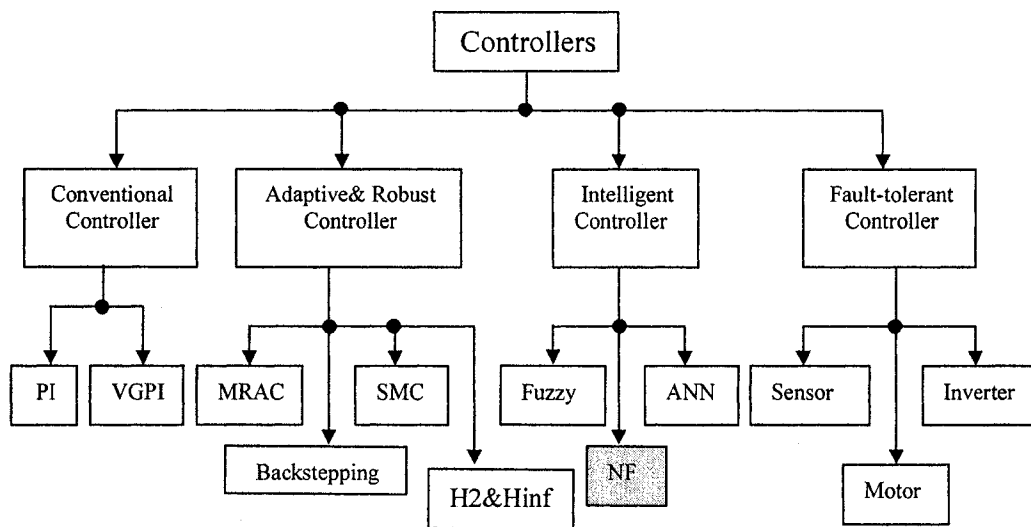 Controllers
Conventional
Controller
Adaptive& Robust
Controller
Intelligent
Controller
Fault-tolerant
Controller
PI
VGPI
MRAC
SMC
Fuzzy
ANN
Sensor
Inverter
Backstepping
H2&Hinf
NF
Motor